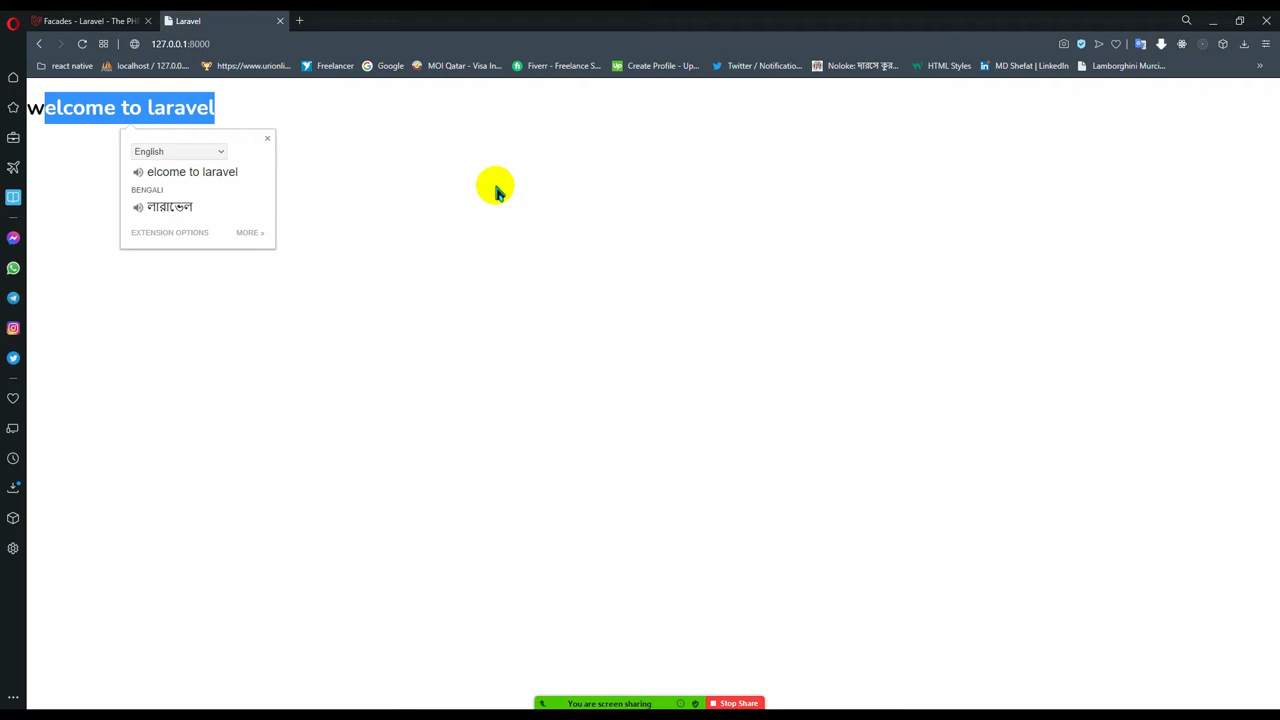 Facades - Laravel - The PHP
Laravel
127.0.0.1:8000
react native
localhost / 127.0.0....
https://www.urionli...
Freelancer
Google
MOI Qatar - Visa In...
Fiverr - Freelance S...
Create Profile - Up...
Twitter / Notificatio...
Noloke: দারসে কুর...
HTML Styles
MD Shefat | LinkedIn
Lamborghini Murci...
welcome to laravel
English
elcome to laravel
BENGALI
লারাভেল
EXTENSION OPTIONS
MORE »
You are screen sharing
Stop Share